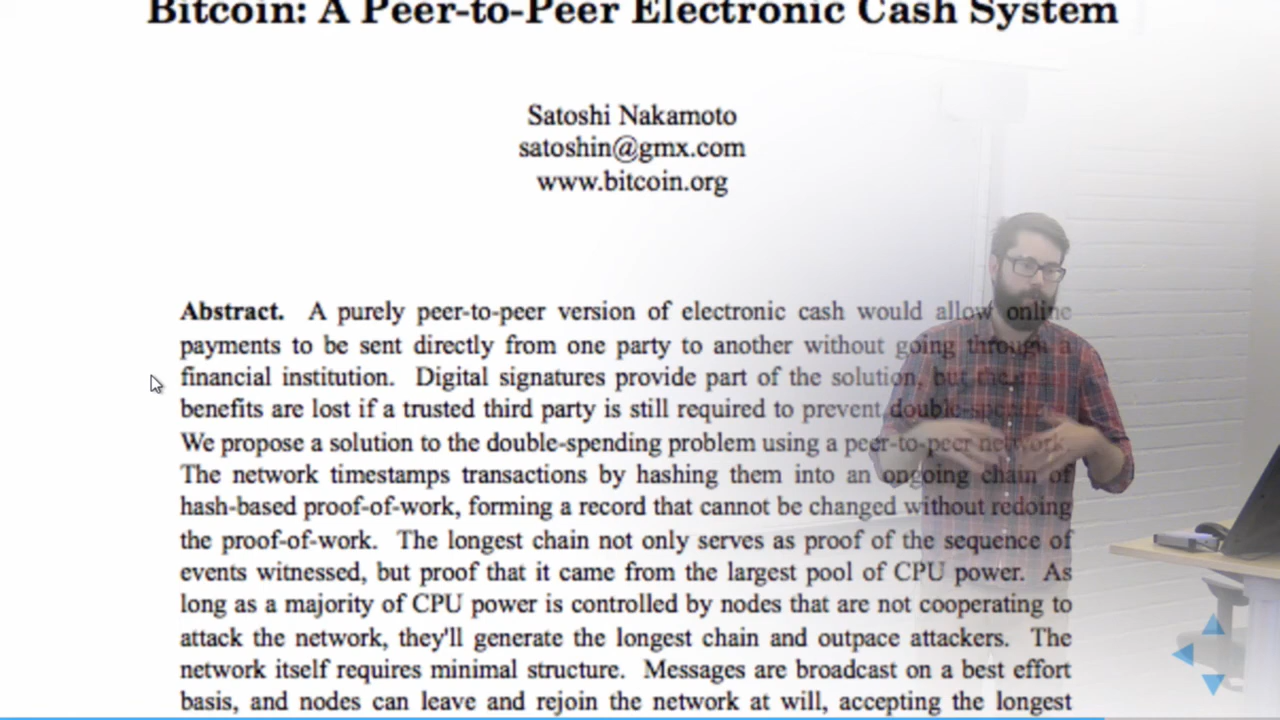 Bitcoin: A Peer-to-Peer Electronic Cash System
Satoshi Nakamoto
satoshin@gmx.com
www.bitcoin.org
Abstract. A purely peer-to-peer version of electronic cash would allow online
payments to be sent directly from one party to another without going through a
financial institution. Digital signatures provide part of the solution, but the main
benefits are lost if a trusted third party is still required to prevent double-spending.
We propose a solution to the double-spending problem using a peer-to-peer network.
The network timestamps transactions by hashing them into an ongoing chain of
hash-based proof-of-work, forming a record that cannot be changed without redoing
the proof-of-work. The longest chain not only serves as proof of the sequence of
events witnessed, but proof that it came from the largest pool of CPU power. As
long as a majority of CPU power is controlled by nodes that are not cooperating to
attack the network, they'll generate the longest chain and outpace attackers. The
network itself requires minimal structure. Messages are broadcast on a best effort
basis, and nodes can leave and rejoin the network at will, accepting the longest